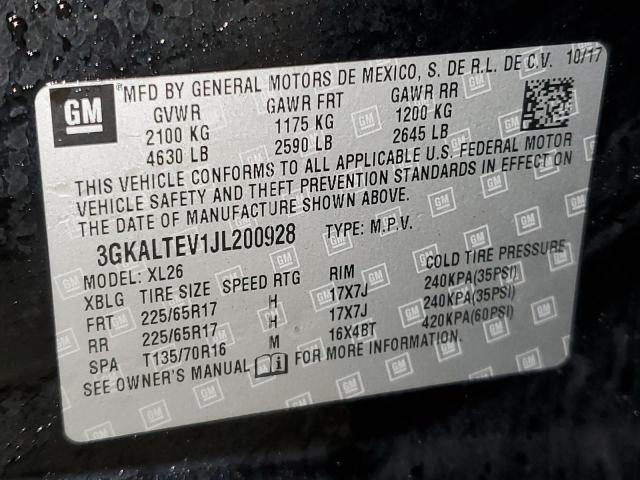 GM MFD BY GENERAL MOTORS DE MEXICO, S. DE R.L. DE C.V. 10/17
GVWR GAWR FRT GAWR RR
2100 KG 1175 KG 1200 KG
4630 LB 2590 LB 2645 LB
THIS VEHICLE CONFORMS TO ALL APPLICABLE U.S. FEDERAL MOTOR
VEHICLE SAFETY AND THEFT PREVENTION STANDARDS IN EFFECT ON
THE DATE OF MANUFACTURE SHOWN ABOVE.
3GKALTEV1JL200928 TYPE: M.P.V.
MODEL: XL26 COLD TIRE PRESSURE
XBLG TIRE SIZE SPEED RTG RIM 240KPA(35PSI)
FRT 225/65R17 H 17X7J 240KPA(35PSI)
RR 225/65R17 H 17X7J 420KPA(60PSI)
SPA T135/70R16 M 16X4BT
SEE OWNER'S MANUAL FOR MORE INFORMATION.